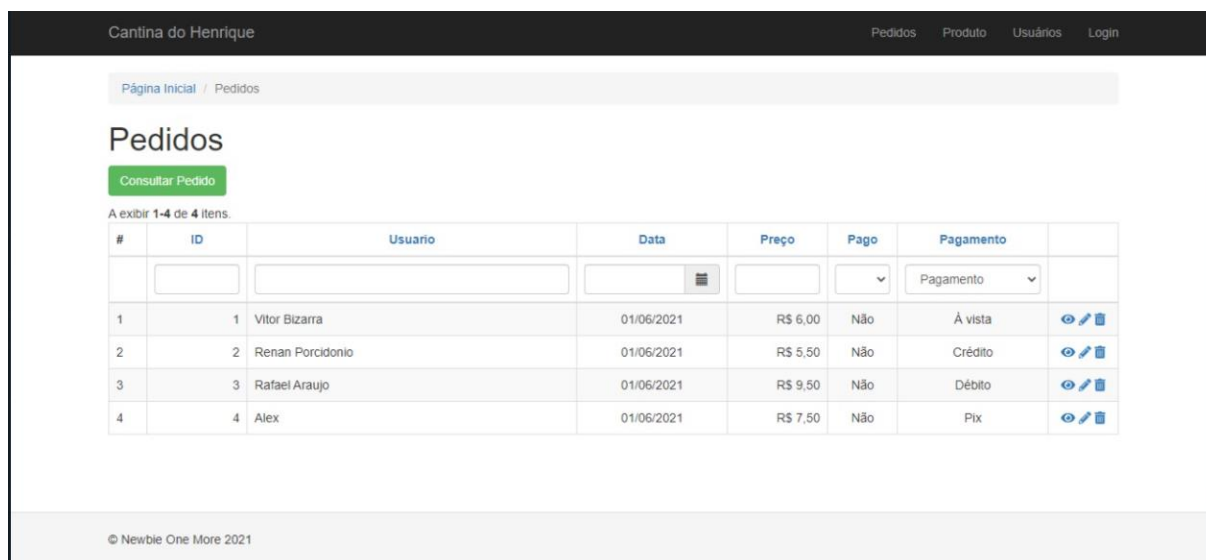 Cantina do Henrique Pedidos Produto Usuários Login
Página Inicial / Pedidos
Pedidos
Consultar Pedido
A exibir 1-4 de 4 itens.
# ID Usuario Data Preço Pago Pagamento
Pagamento
1 1 Vitor Bizarra 01/06/2021 R$ 6,00 Não À vista
2 2 Renan Porcidonio 01/06/2021 R$ 5,50 Não Crédito
3 3 Rafael Araujo 01/06/2021 R$ 9,50 Não Débito
4 4 Alex 01/06/2021 R$ 7,50 Não Pix
© Newbie One More 2021